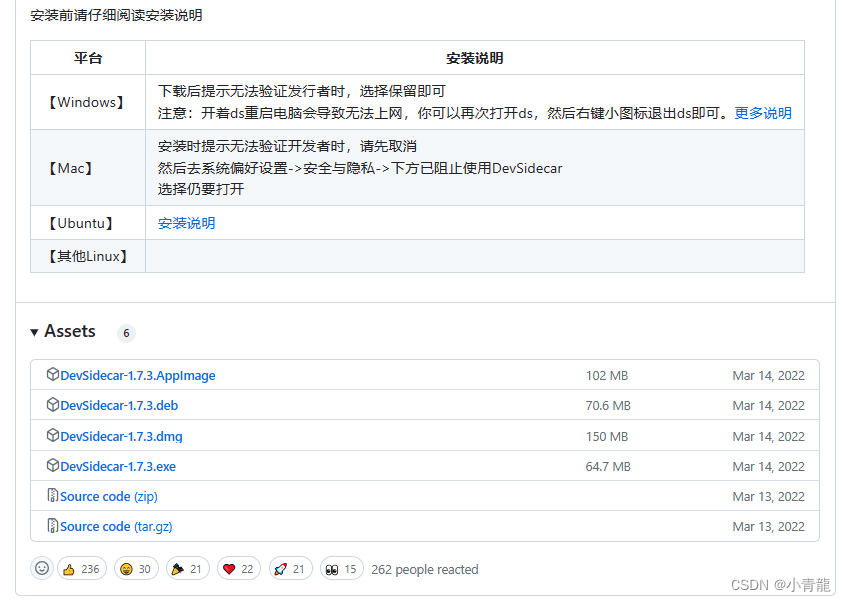 安装前请仔细阅读安装说明
平台 安装说明
【Windows】 下载后提示无法验证发行者时，选择保留即可
注意：开着ds重启电脑会导致无法上网，你可以再次打开ds，然后右键小图标退出ds即可。更多说明
【Mac】 安装时提示无法验证开发者时，请先取消
然后去系统偏好设置->安全与隐私->下方已阻止使用DevSidecar
选择仍要打开
【Ubuntu】 安装说明
【其他Linux】
▾ Assets 6
DevSidecar-1.7.3.AppImage 102 MB Mar 14, 2022
DevSidecar-1.7.3.deb 70.6 MB Mar 14, 2022
DevSidecar-1.7.3.dmg 150 MB Mar 14, 2022
DevSidecar-1.7.3.exe 64.7 MB Mar 14, 2022
Source code (zip) Mar 13, 2022
Source code (tar.gz) Mar 13, 2022
236 30 21 22 21 15 262 people reacted
CSDN @小青龍